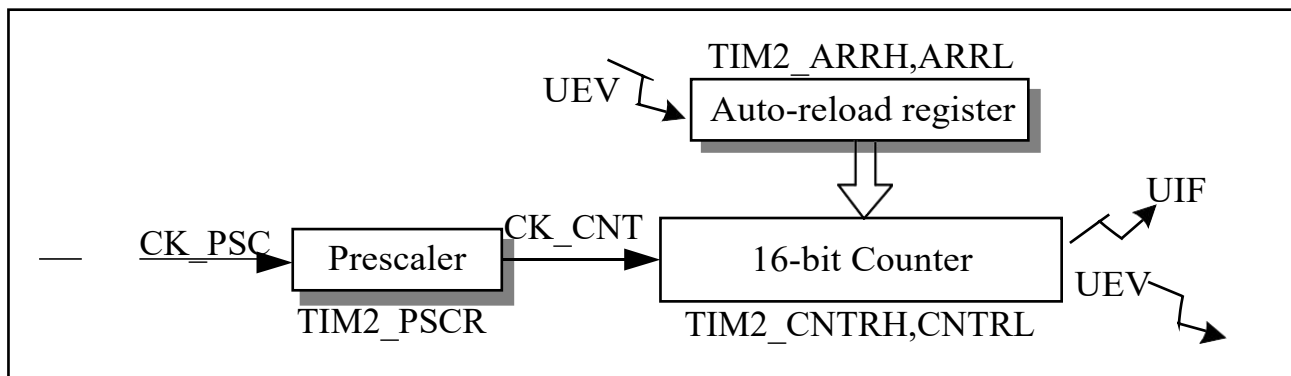 TIM2_ARRH,ARRL
UEV
Auto-reload register
UIF
CK_PSC
CK_CNT
Prescaler
16-bit Counter
UEV
TIM2_PSCR
TIM2_CNTRH,CNTRL